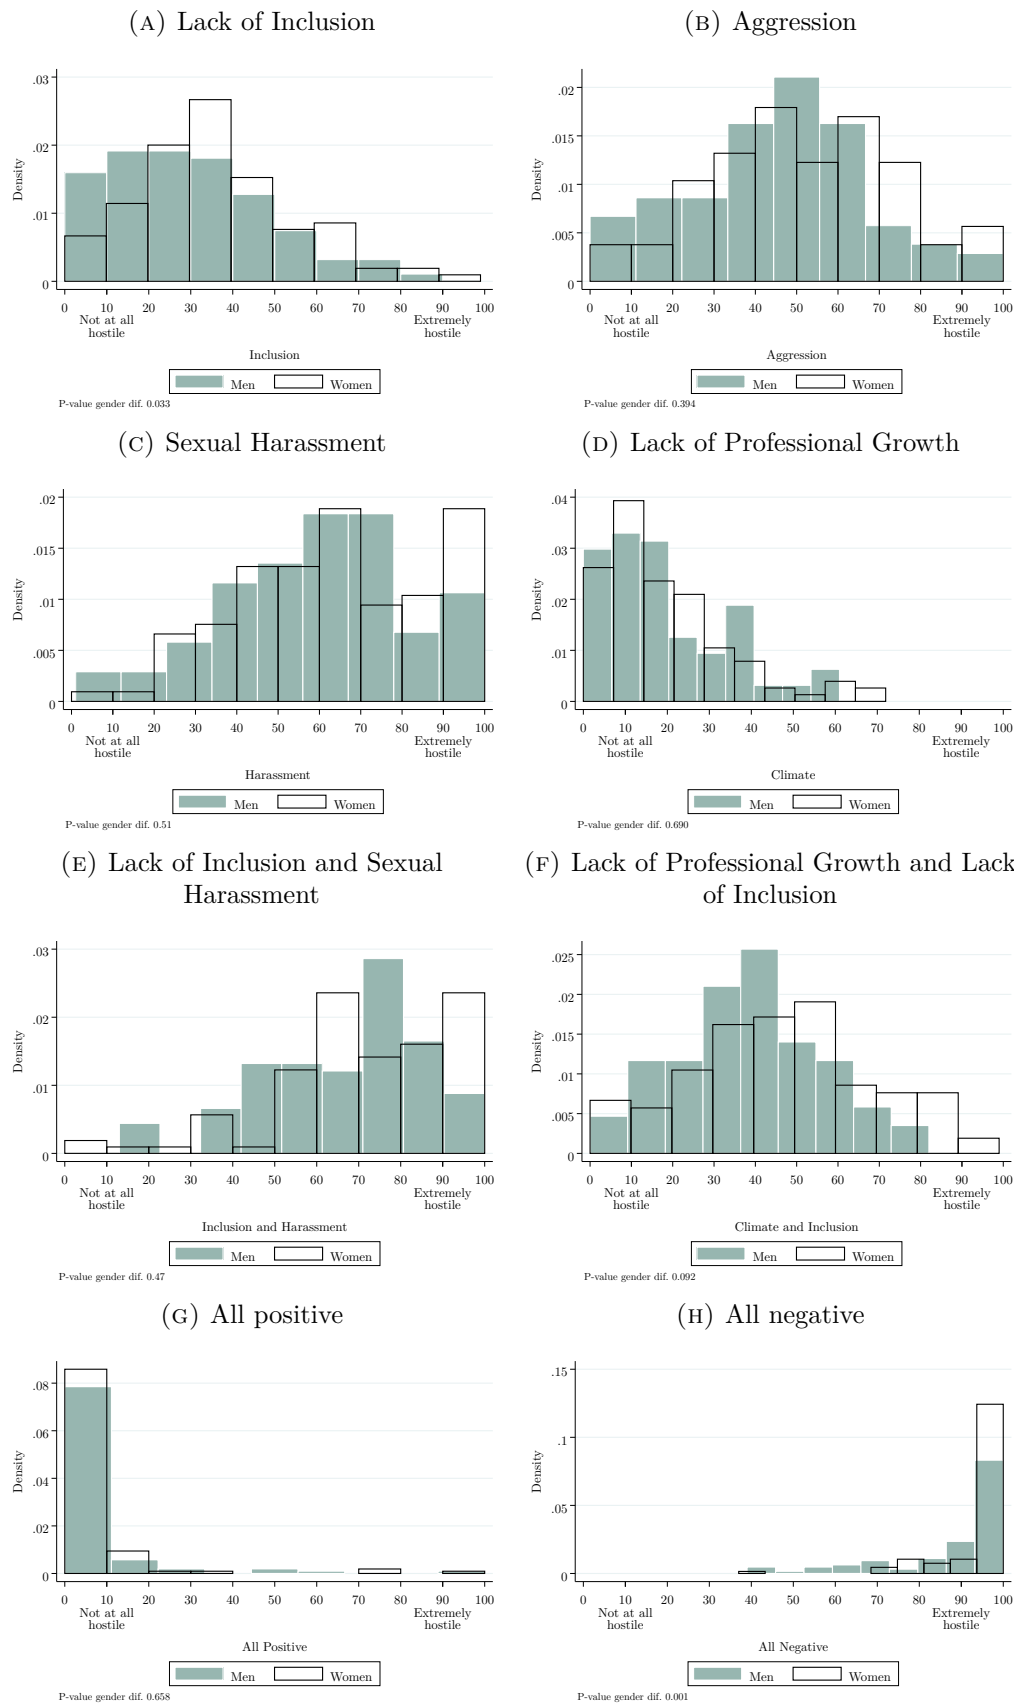 (A) Lack of Inclusion
.03
.02
.01
0
Density
0 10 20 30 40 50 60 70 80 90 100
Not at all hostile
Extremely hostile
Inclusion
Men Women
P-value gender dif. 0.033
(B) Aggression
.02
.015
.01
.005
0
Density
0 10 20 30 40 50 60 70 80 90 100
Not at all hostile
Extremely hostile
Aggression
Men Women
P-value gender dif. 0.394
(C) Sexual Harassment
.02
.015
.01
.005
0
Density
0 10 20 30 40 50 60 70 80 90 100
Not at all hostile
Extremely hostile
Harassment
Men Women
P-value gender dif. 0.51
(D) Lack of Professional Growth
.04
.03
.02
.01
0
Density
0 10 20 30 40 50 60 70 80 90 100
Not at all hostile
Extremely hostile
Climate
Men Women
P-value gender dif. 0.690
(E) Lack of Inclusion and Sexual
Harassment
.03
.02
.01
0
Density
0 10 20 30 40 50 60 70 80 90 100
Not at all hostile
Extremely hostile
Inclusion and Harassment
Men Women
P-value gender dif. 0.47
(F) Lack of Professional Growth and Lack
of Inclusion
.025
.02
.015
.01
.005
0
Density
0 10 20 30 40 50 60 70 80 90 100
Not at all hostile
Extremely hostile
Climate and Inclusion
Men Women
P-value gender dif. 0.092
(G) All positive
.08
.06
.04
.02
0
Density
0 10 20 30 40 50 60 70 80 90 100
Not at all hostile
Extremely hostile
All Positive
Men Women
P-value gender dif. 0.658
(H) All negative
.15
.1
.05
0
Density
0 10 20 30 40 50 60 70 80 90 100
Not at all hostile
Extremely hostile
All Negative
Men Women
P-value gender dif. 0.001